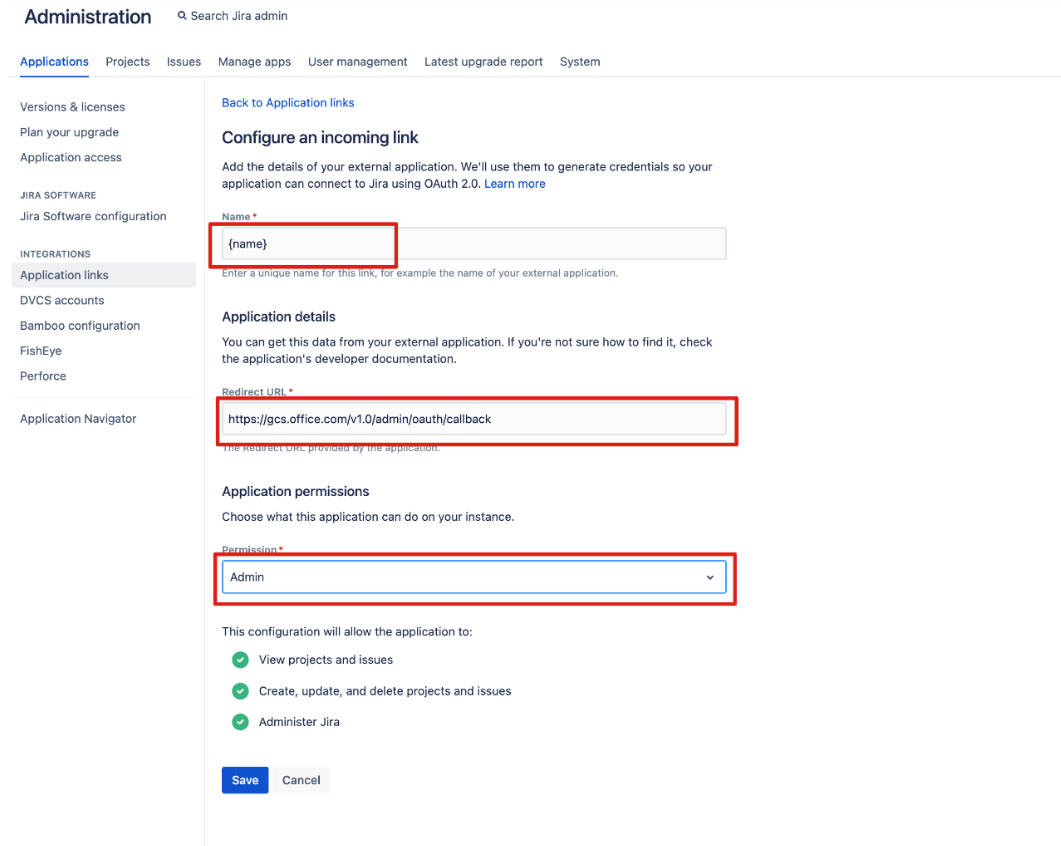 Administration
Search Jira admin
Applications Projects Issues Manage apps User management Latest upgrade report System
Versions & licenses
Plan your upgrade
Application access
JIRA SOFTWARE
Jira Software configuration
INTEGRATIONS
Application links
DVCS accounts
Bamboo configuration
FishEye
Perforce
Application Navigator
Back to Application links
Configure an incoming link
Add the details of your external application. We'll use them to generate credentials so your
application can connect to Jira using OAuth 2.0. Learn more
Name *
{name}
Enter a unique name for this link, for example the name of your external application.
Application details
You can get this data from your external application. If you're not sure how to find it, check
the application's developer documentation.
Redirect URL *
https://gcs.office.com/v1.0/admin/oauth/callback
The Redirect URL provided by the application.
Application permissions
Choose what this application can do on your instance.
Permission *
Admin
This configuration will allow the application to:
View projects and issues
Create, update, and delete projects and issues
Administer Jira
Save Cancel